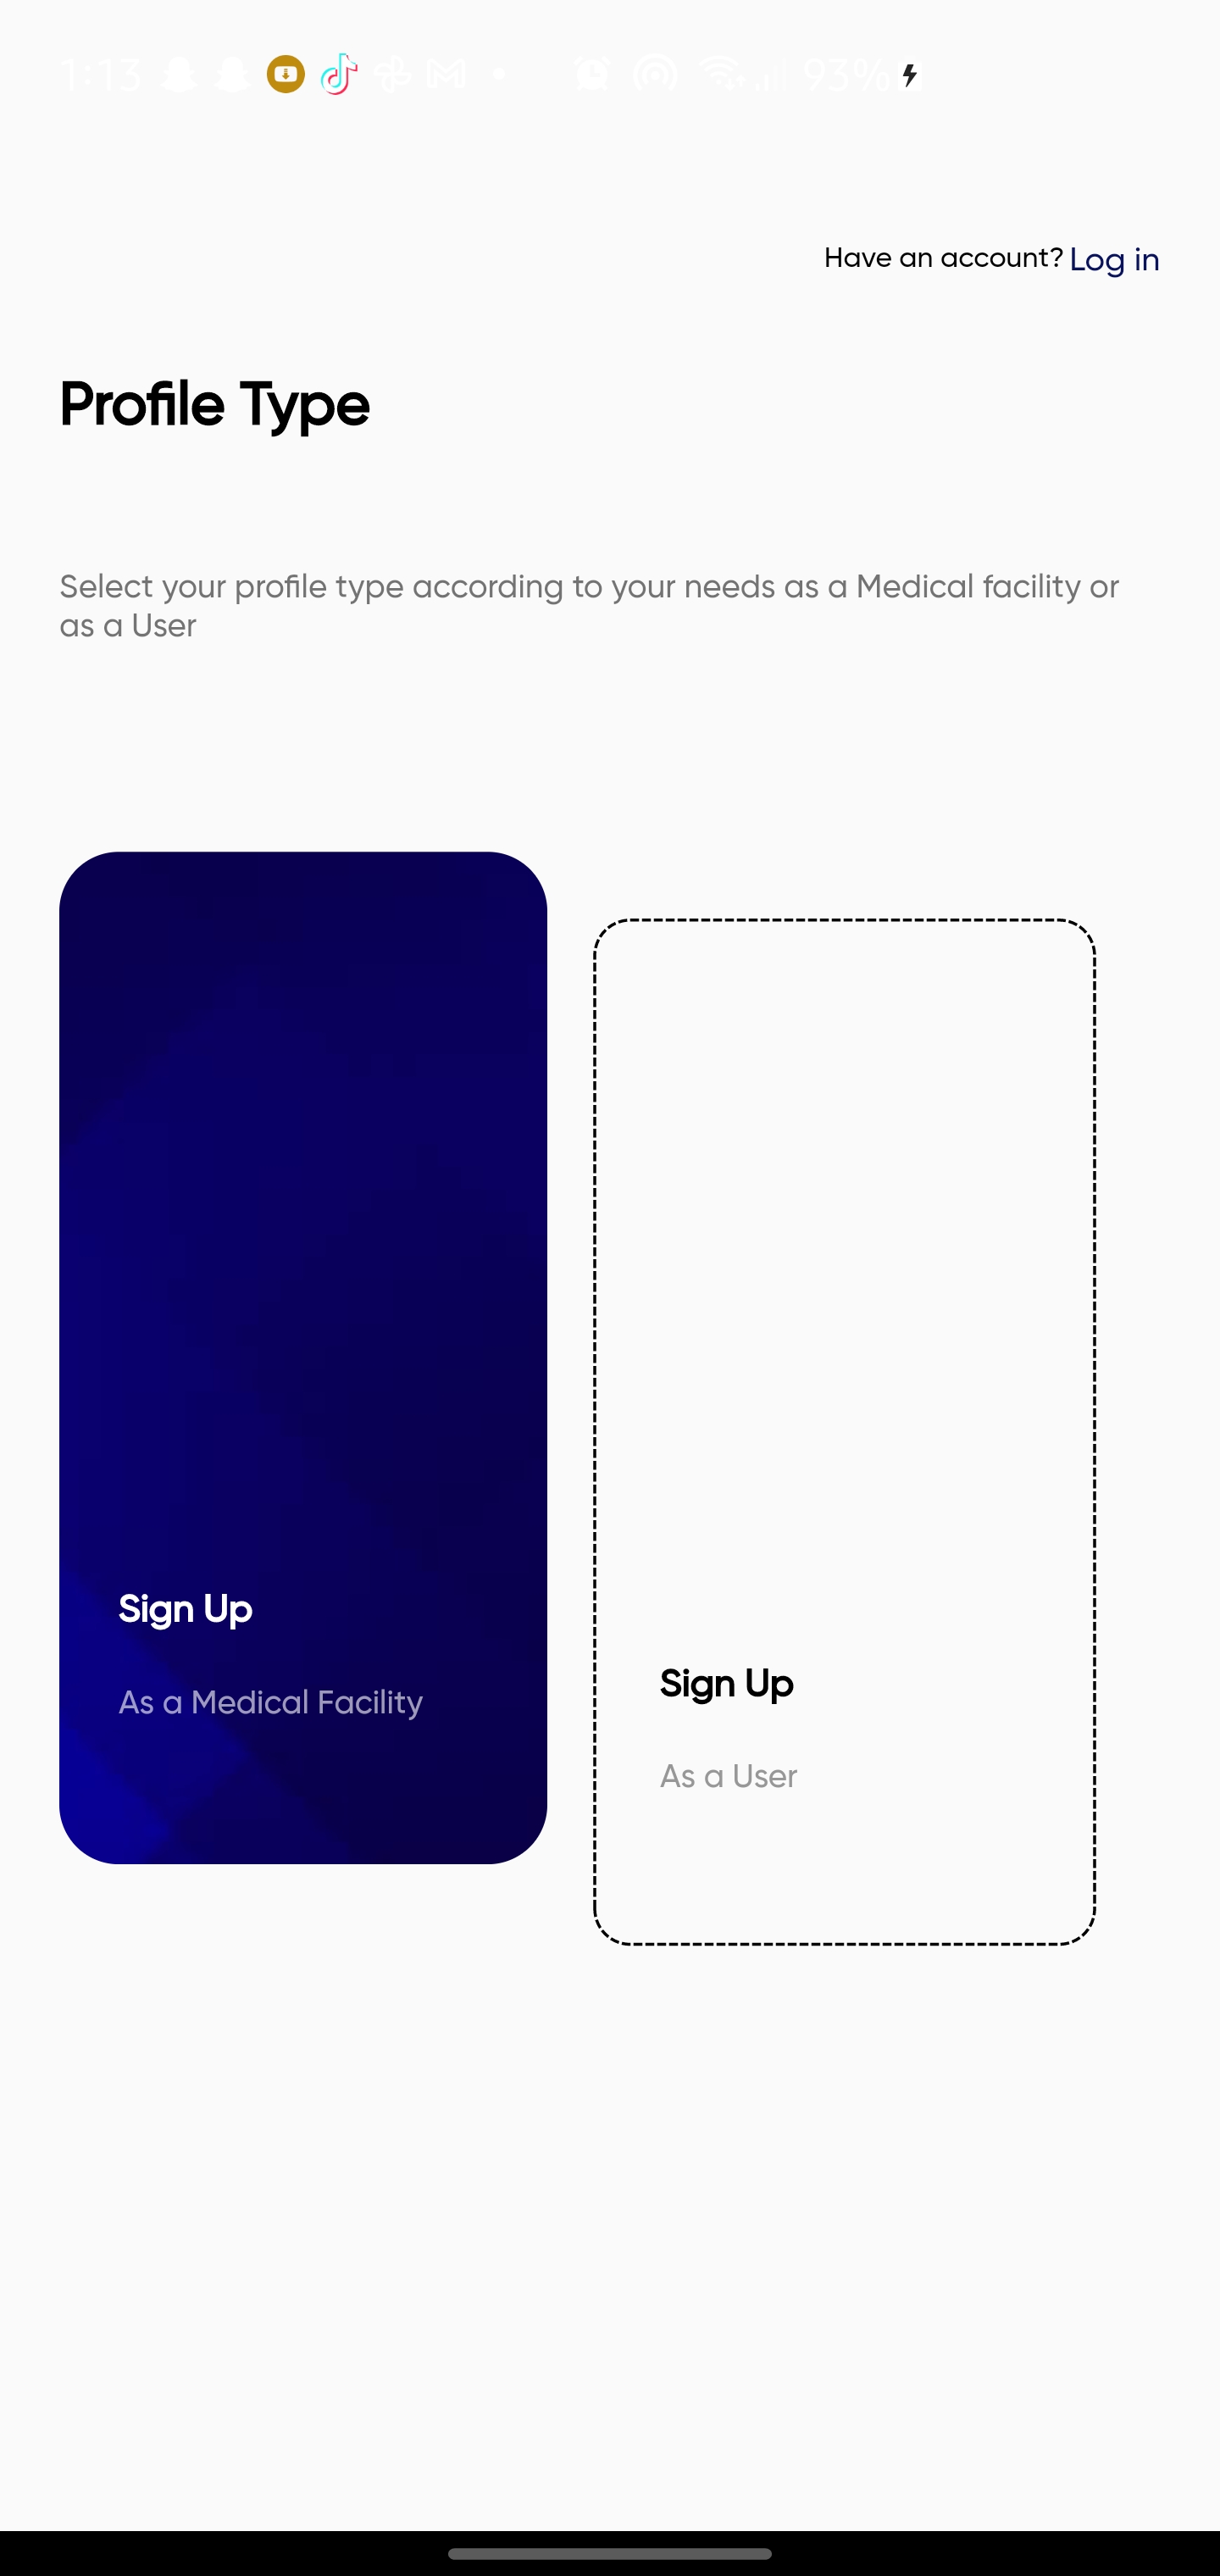 1:13 93%
Have an account? Log in
Profile Type
Select your profile type according to your needs as a Medical facility or
as a User
Sign Up
As a Medical Facility
Sign Up
As a User